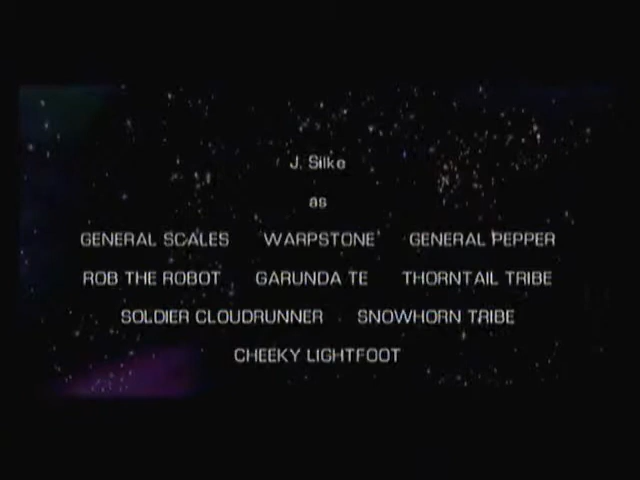 J. Silke
as
GENERAL SCALES WARPSTONE GENERAL PEPPER
ROB THE ROBOT GARUNDA TE THORNTAIL TRIBE
SOLDIER CLOUDRUNNER SNOWHORN TRIBE
CHEEKY LIGHTFOOT